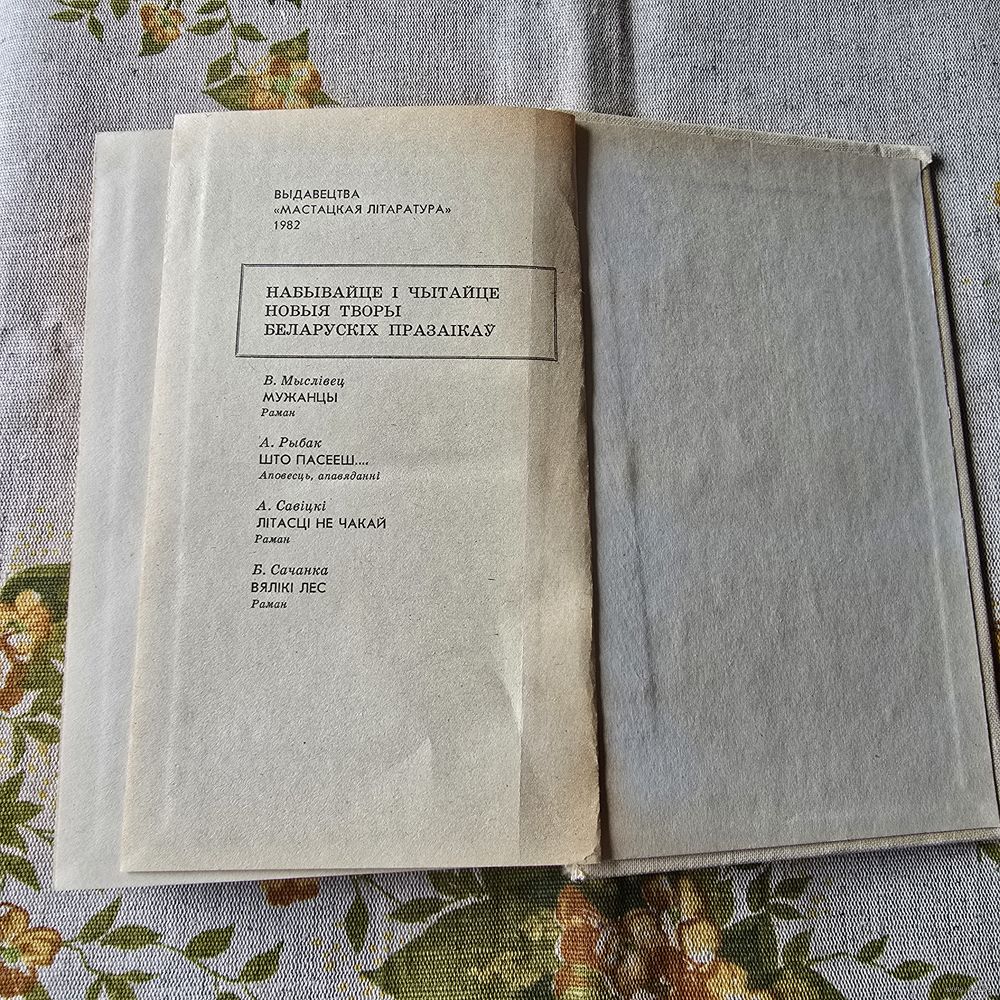 ВЫДАВЕЦТВА
«МАСТАЦКАЯ ЛІТАРАТУРА»
1982
НАБЫВАЙЦЕ І ЧЫТАЙЦЕ
НОВЫЯ ТВОРЫ
БЕЛАРУСКІХ ПРАЗАІКАЎ
В. Мыслівец
МУЖАНЦЫ
Раман
А. Рыбак
ШТО ПАСЕЕШ....
Аповесць, апавяданні
А. Савіцкі
ЛІТАСЦІ НЕ ЧАКАЙ
Раман
Б. Сачанка
ВЯЛІКІ ЛЕС
Раман